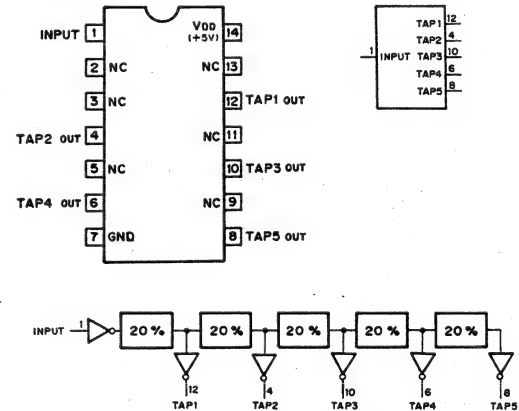 INPUT 1
VDD
(+5V) 14
2 NC
NC 13
3 NC
12 TAP1 OUT
TAP2 OUT 4
NC 11
5 NC
10 TAP3 OUT
TAP4 OUT 6
NC 9
7 GND
8 TAP5 OUT
1 INPUT
TAP1 12
TAP2 4
TAP3 10
TAP4 6
TAP5 8
INPUT 1 20% 20% 20% 20% 20%
12 4 10 6 8
TAP1 TAP2 TAP3 TAP4 TAP5